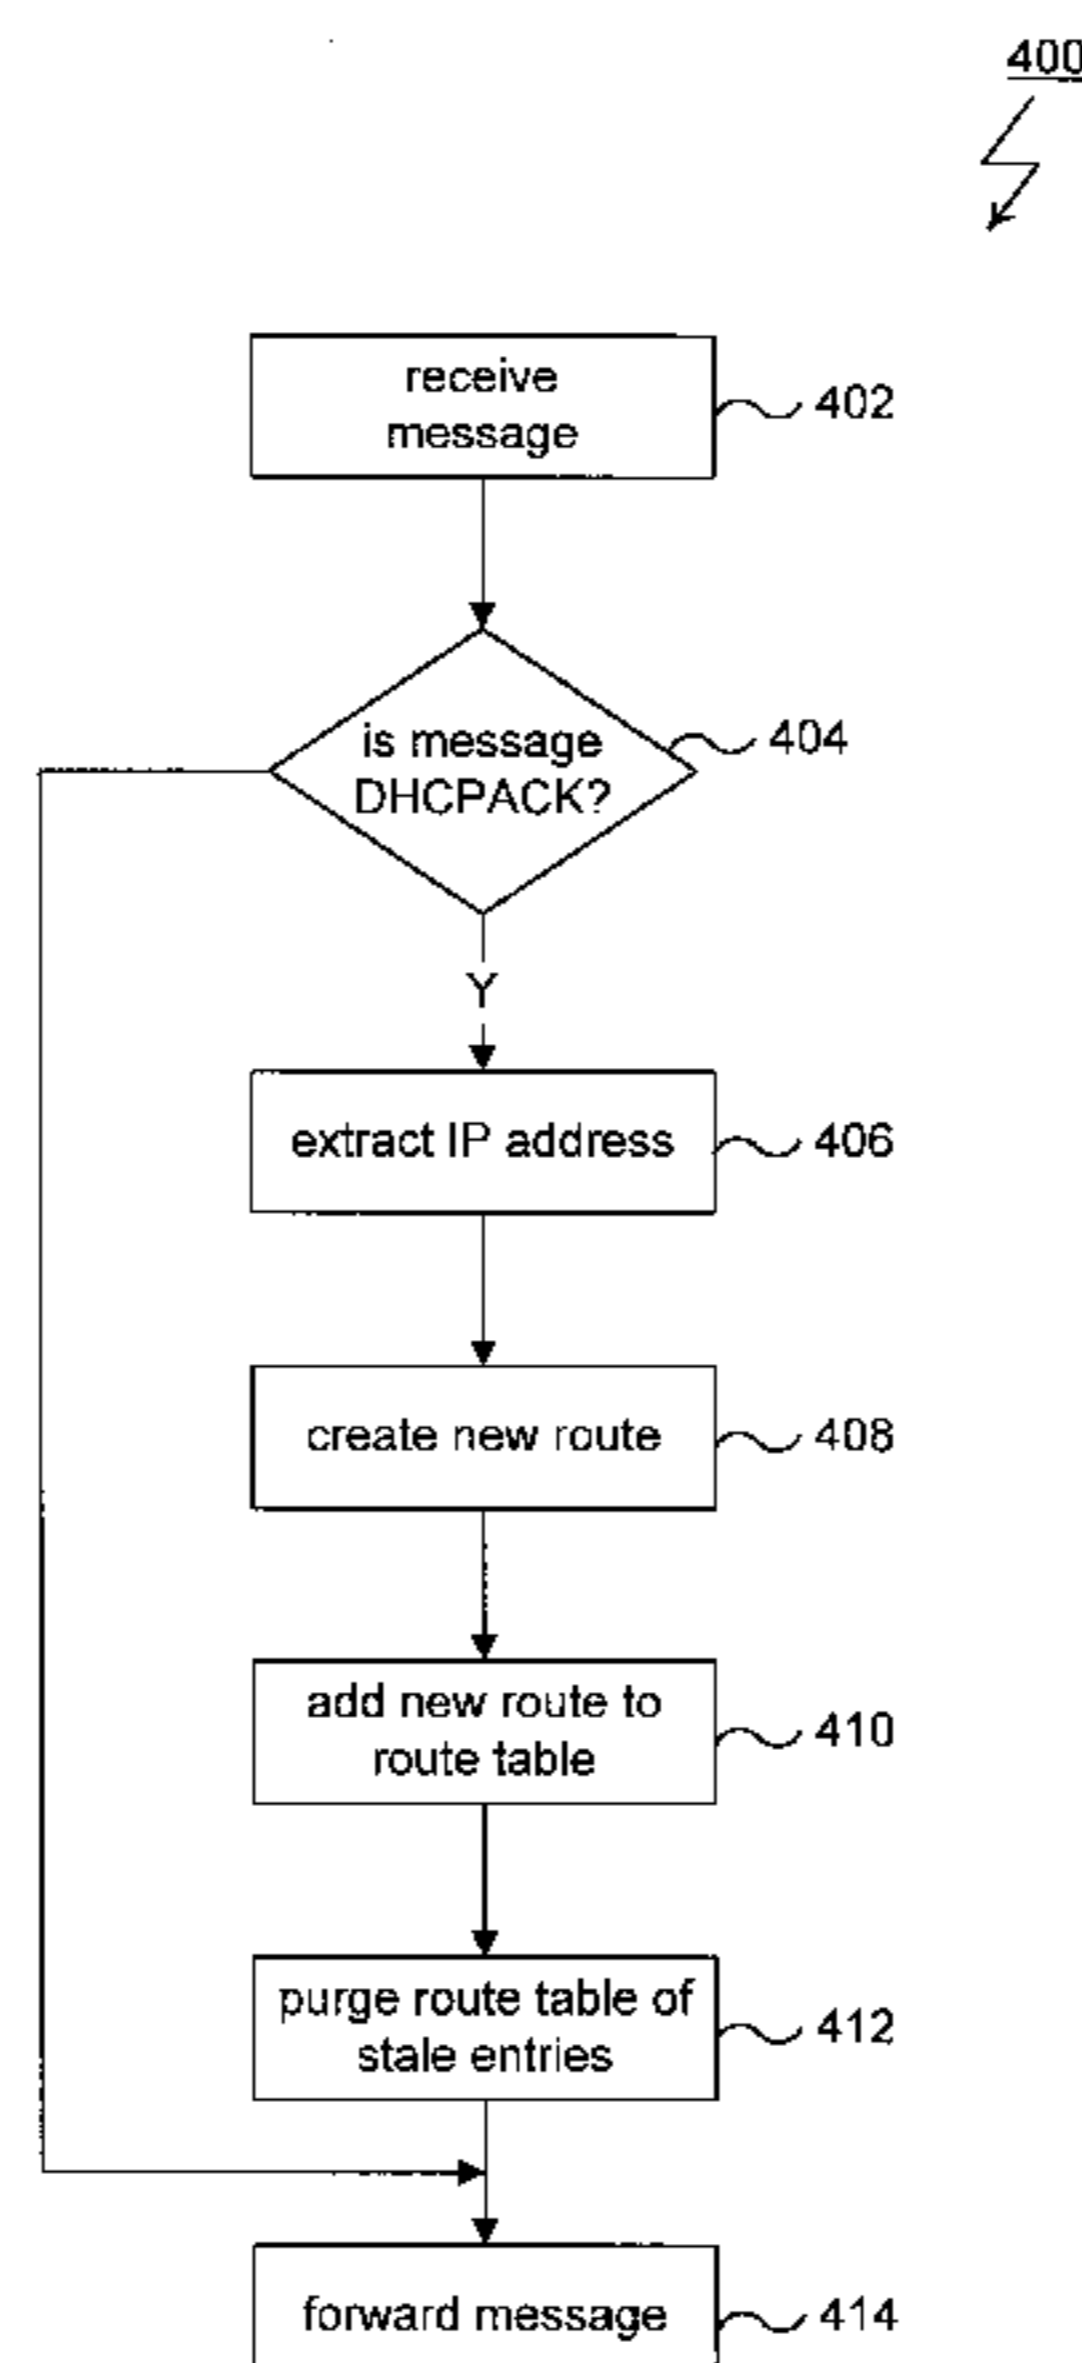 400
receive
message
402
is message
DHCPACK?
404
Y
extract IP address
406
create new route
408
add new route to
route table
410
purge route table of
stale entries
412
forward message
414